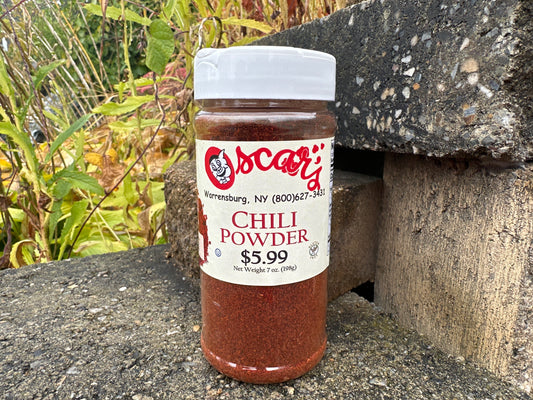 Oscar's
Warrensburg, NY (800)627-3431
CHILI
POWDER
$5.99
Net Weight 7 oz. (198g)